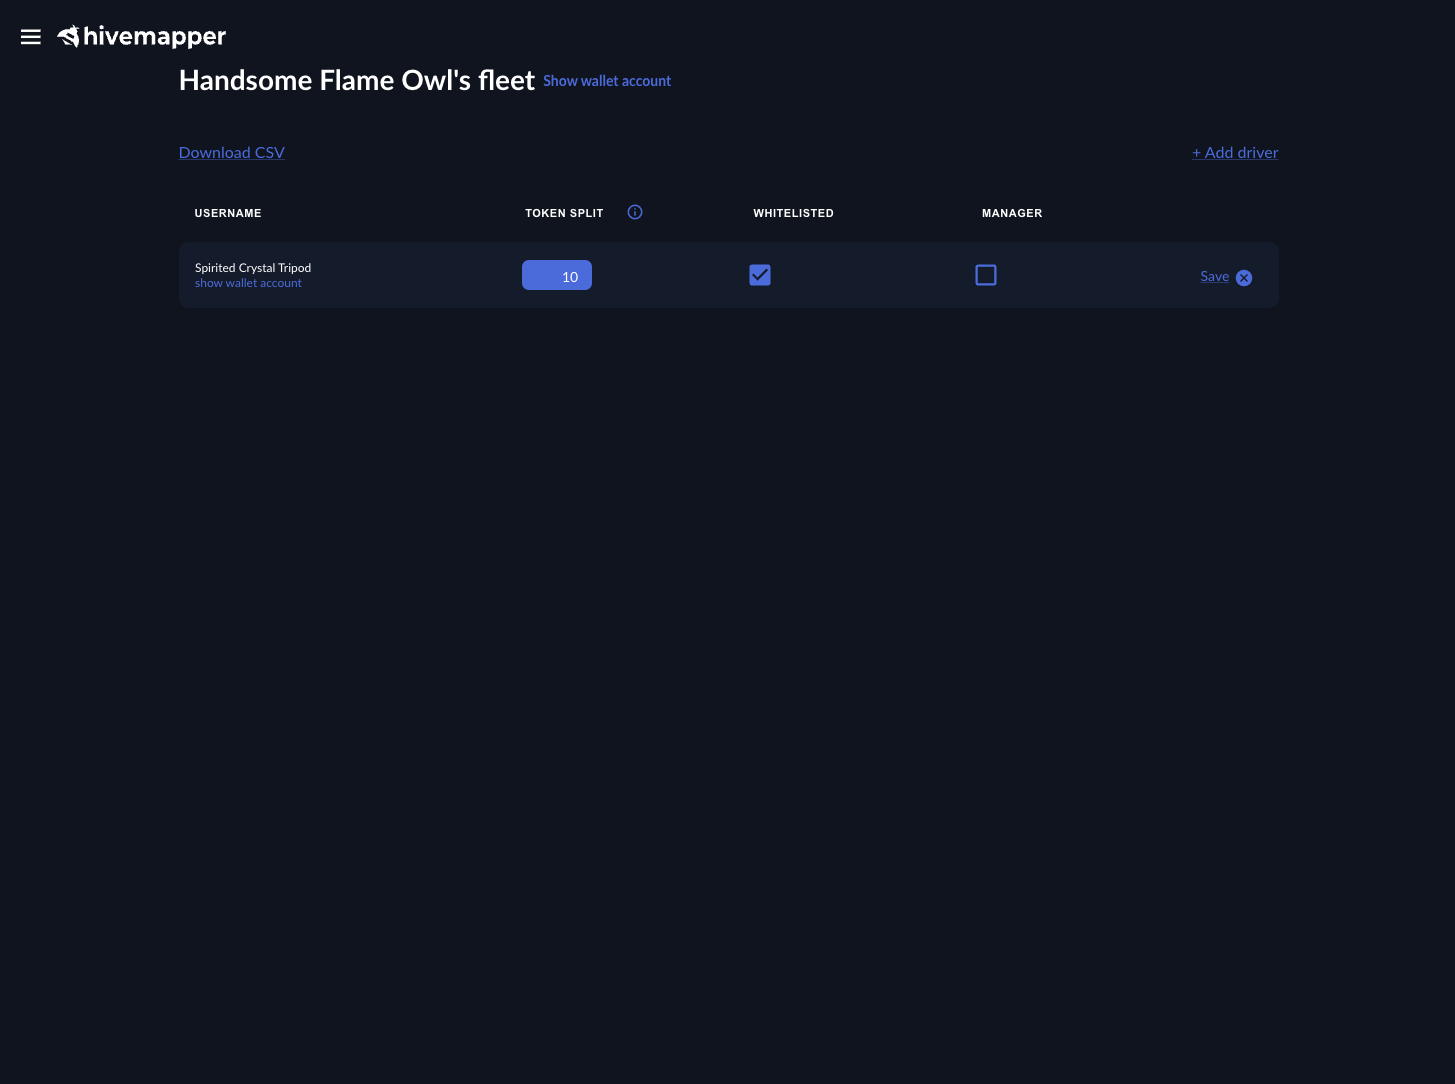 hivemapper
Handsome Flame Owl's fleet Show wallet account
Download CSV + Add driver
USERNAME TOKEN SPLIT WHITELISTED MANAGER
Spirited Crystal Tripod
show wallet account
10
Save